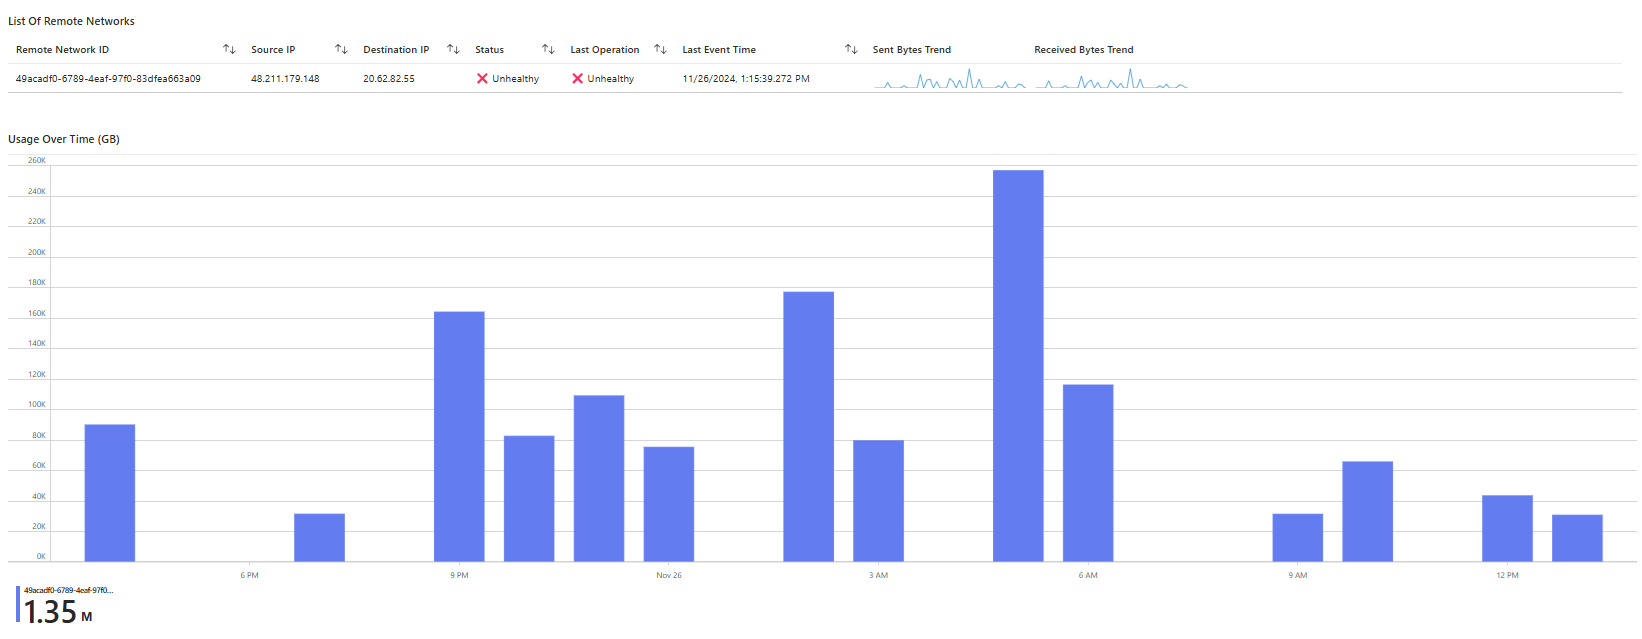 List Of Remote Networks
Remote Network ID Source IP Destination IP Status Last Operation Last Event Time Sent Bytes Trend Received Bytes Trend
49acadf0-6789-4eaf-97f0-83dfea663a09 48.211.179.148 20.62.82.55 Unhealthy Unhealthy 11/26/2024, 1:15:39.272 PM
Usage Over Time (GB)
260K
240K
220K
200K
180K
160K
140K
120K
100K
80K
60K
40K
20K
0K
6 PM 9 PM Nov 26 3 AM 6 AM 9 AM 12 PM
49acadf0-6789-4eaf-97f0...
1.35 M